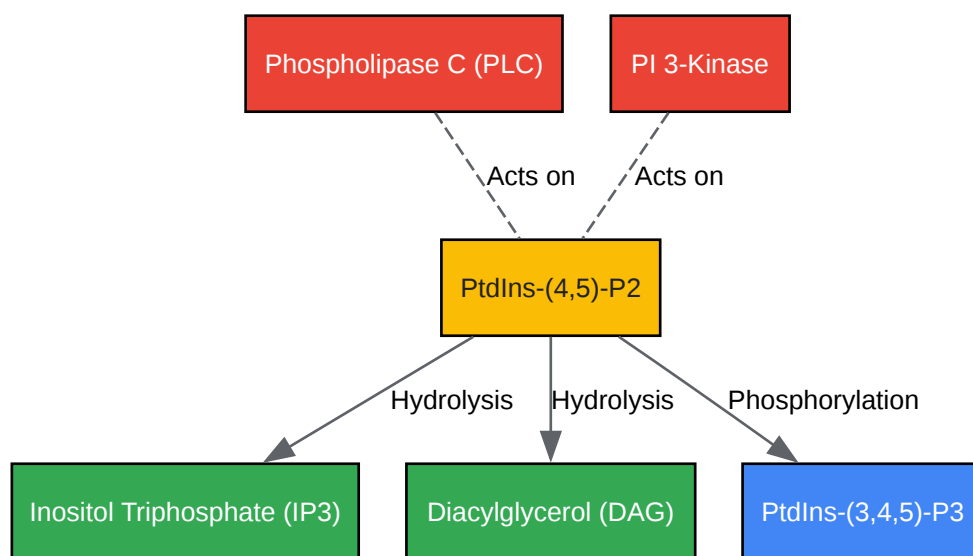 Phospholipase C (PLC)
PI 3-Kinase
Acts on
Acts on
PtdIns-(4,5)-P2
Hydrolysis
Hydrolysis
Phosphorylation
Inositol Triphosphate (IP3)
Diacylglycerol (DAG)
PtdIns-(3,4,5)-P3